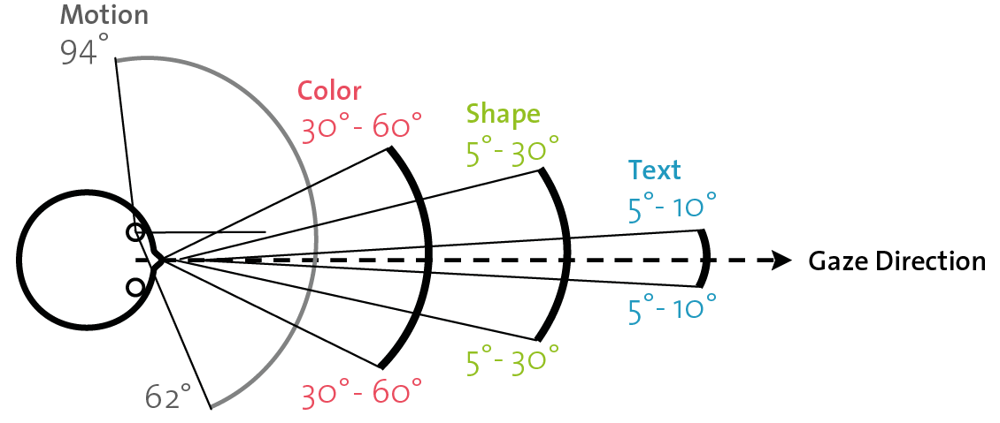 Motion
94°
Color
30°- 60°
Shape
5°- 30°
Text
5°- 10°
Gaze Direction
5°- 10°
5°- 30°
30°- 60°
62°